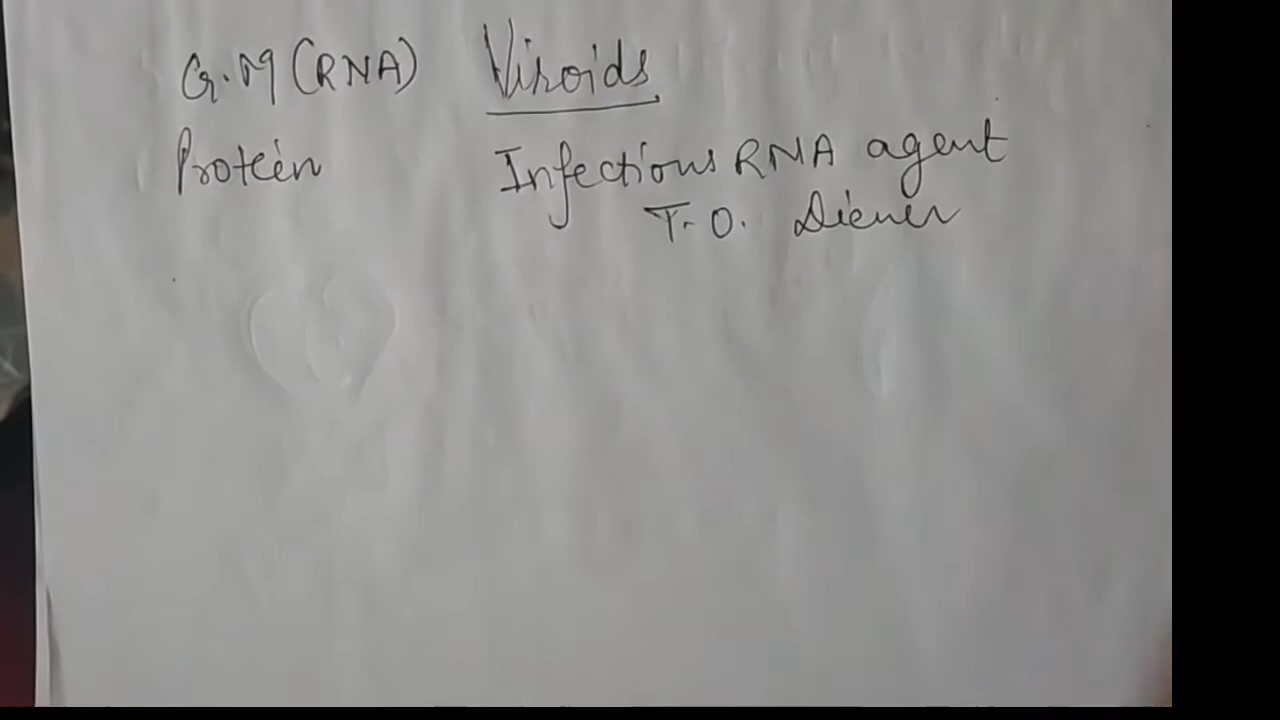 G.M (RNA) Viroids
Protein Infectious RNA agent
T.O. Diener